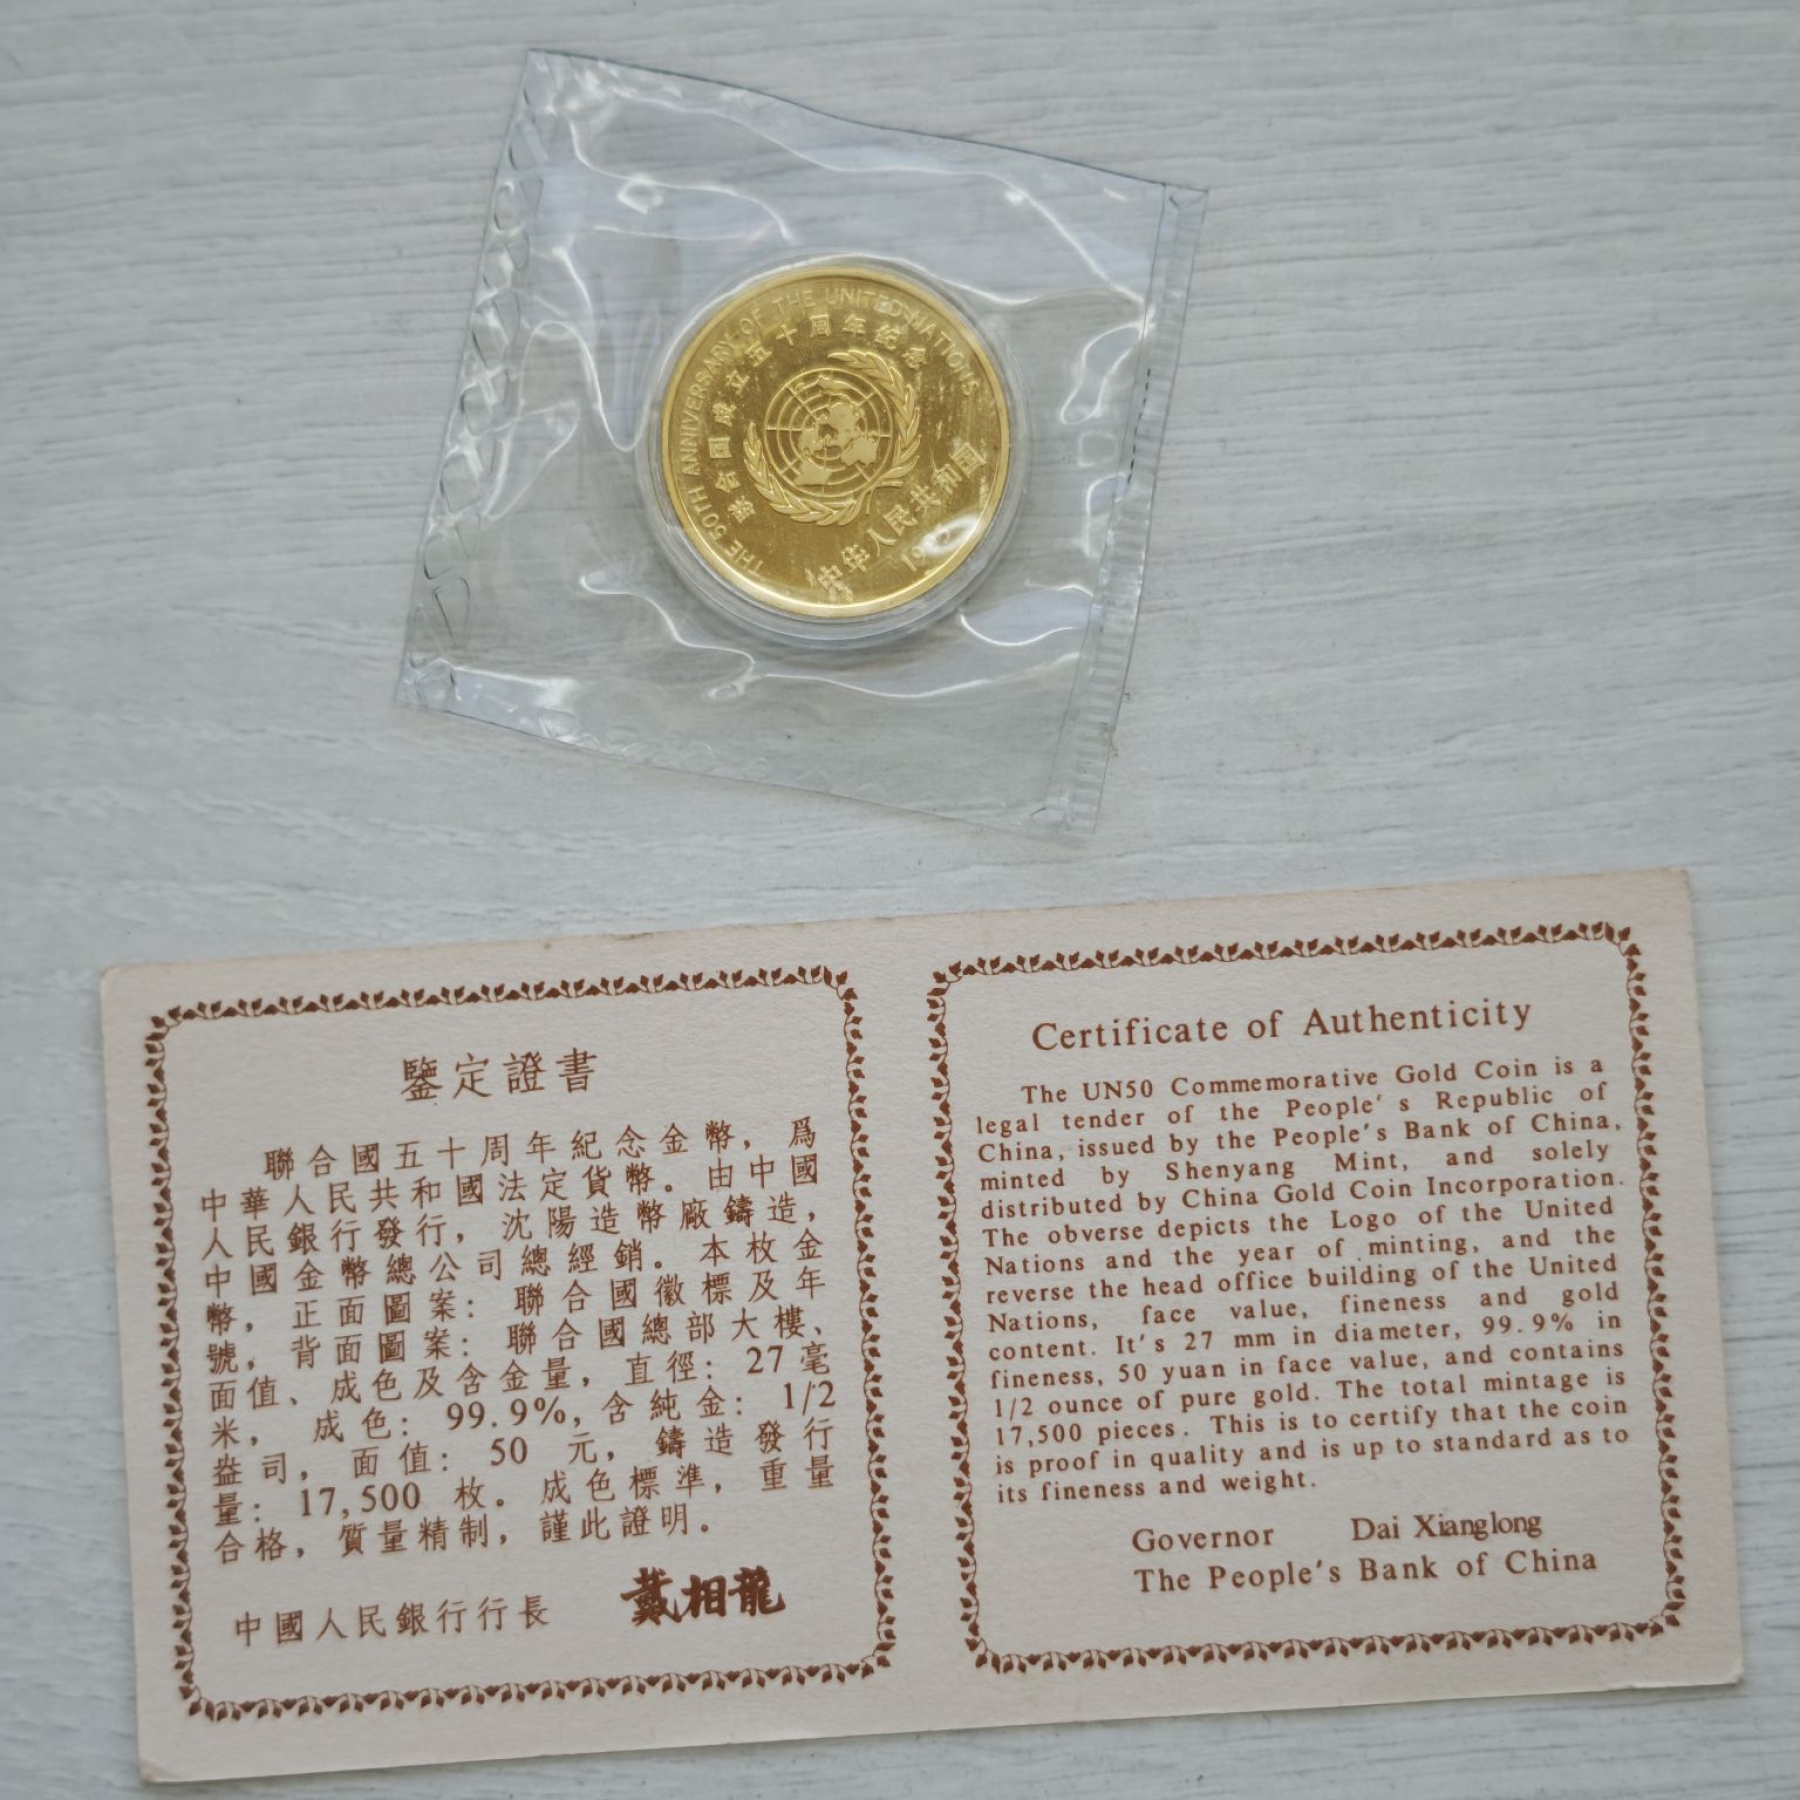 THE 50TH ANNIVERSARY OF THE UNITED NATIONS
聯合國成立五十周年紀念
中华人民共和國
鑒定證書
聯合國五十周年紀念金幣，爲
中華人民共和國法定貨幣。由中國
人民銀行發行，沈陽造幣廠鑄造，
中國金幣總公司總經銷。本枚金
幣，正面圖案：聯合國徽標及年
號，背面圖案：聯合國總部大樓、
面值、成色及含金量，直徑：27毫
米，成色：99.9%,含純金：1/2
盎司，面值：50 元，鑄造發行
量：17,500 枚。成色標準，重量
合格，質量精制，謹此證明。
中國人民銀行行長 戴相龍
Certificate of Authenticity
The UN50 Commemorative Gold Coin is a
legal tender of the People's Republic of
China, issued by the People's Bank of China,
minted by Shenyang Mint, and solely
distributed by China Gold Coin Incorporation.
The obverse depicts the Logo of the United
Nations and the year of minting, and the
reverse the head office building of the United
Nations, face value, fineness and gold
content. It's 27 mm in diameter, 99.9% in
fineness, 50 yuan in face value, and contains
1/2 ounce of pure gold. The total mintage is
17,500 pieces. This is to certify that the coin
is proof in quality and is up to standard as to
its fineness and weight.
Governor Dai Xianglong
The People's Bank of China